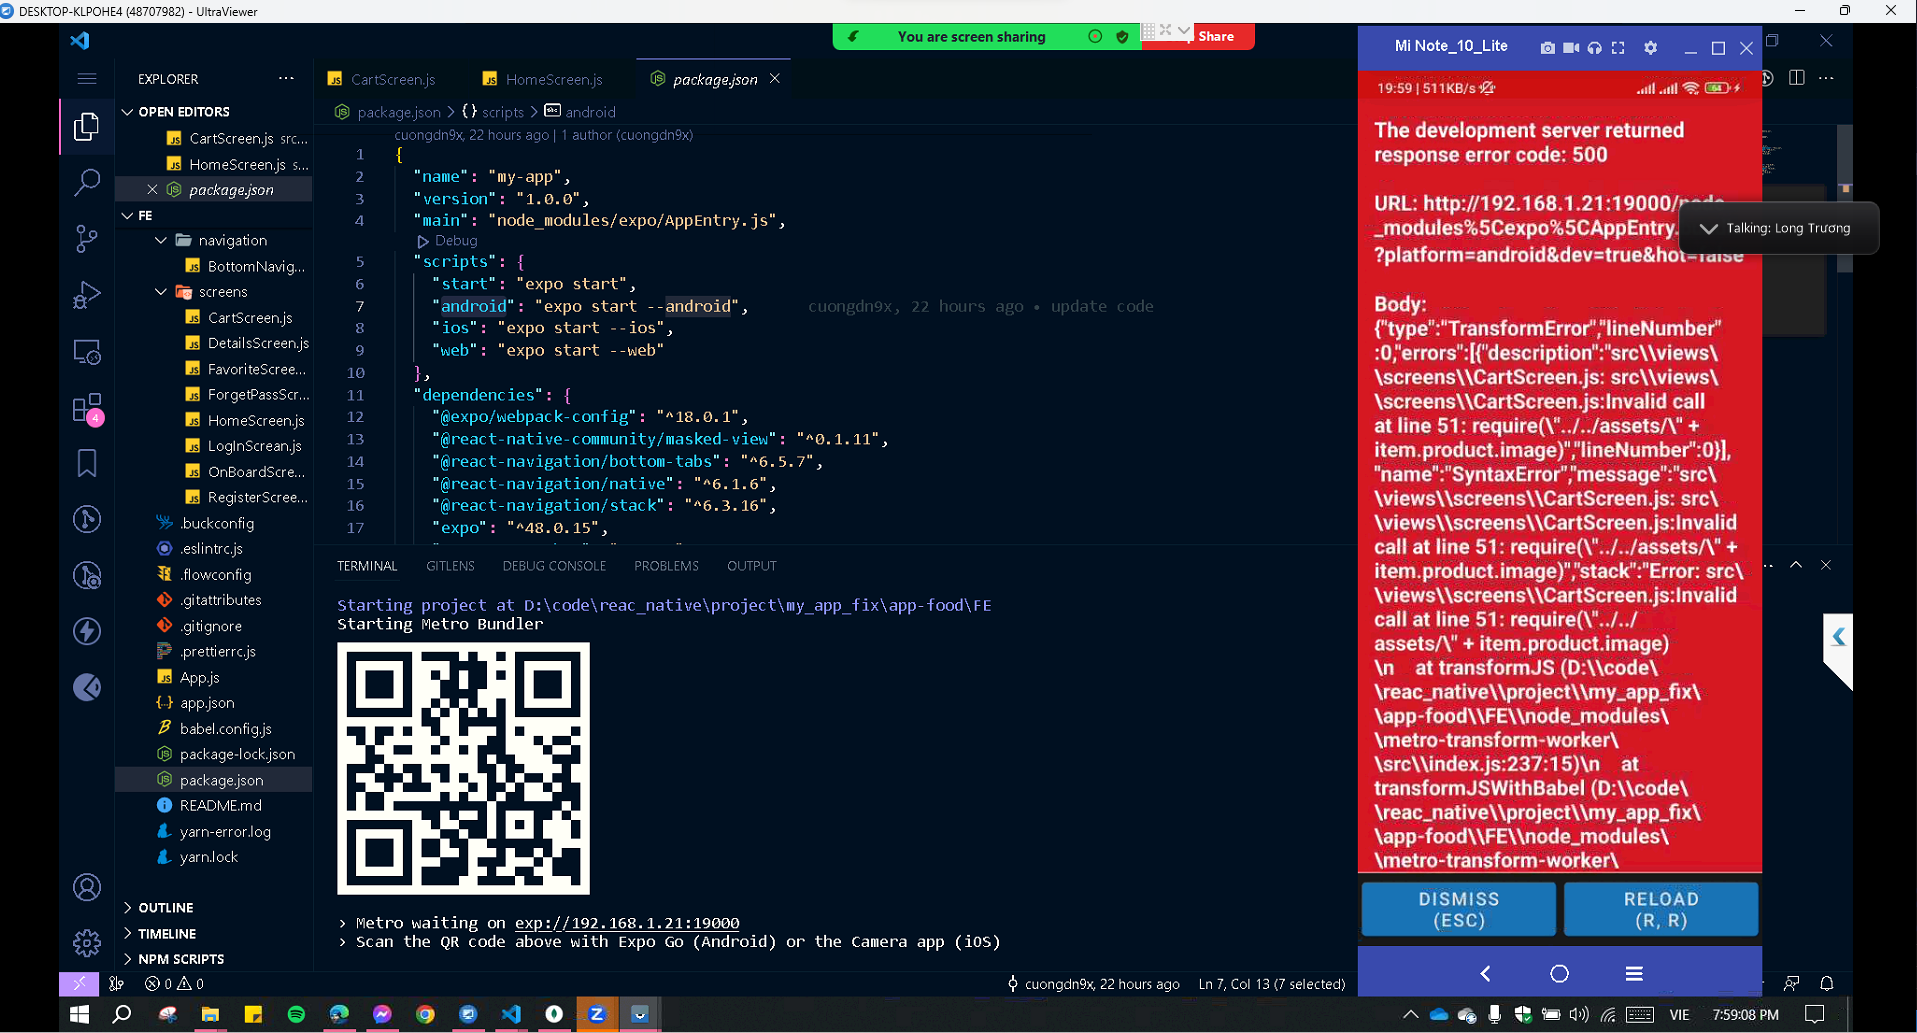 DESKTOP-KLPOHE4 (48707982) - UltraViewer
You are screen sharing
Share
EXPLORER
OPEN EDITORS
CartScreen.js src...
HomeScreen.js s...
package.json
FE
navigation
BottomNavig...
screens
CartScreen.js
DetailsScreen.js
FavoriteScree...
ForgetPassScr...
HomeScreen.js
LogInScrean.js
OnBoardScre...
RegisterScree...
.buckconfig
.eslintrc.js
.flowconfig
.gitattributes
.gitignore
.prettierrc.js
App.js
app.json
babel.config.js
package-lock.json
package.json
README.md
yarn-error.log
yarn.lock
OUTLINE
TIMELINE
NPM SCRIPTS
4
CartScreen.js
HomeScreen.js
package.json
package.json > {} scripts > android
cuongdn9x, 22 hours ago | 1 author (cuongdn9x)
1 {
2 "name": "my-app",
3 "version": "1.0.0",
4 "main": "node_modules/expo/AppEntry.js",
Debug
5 "scripts": {
6 "start": "expo start",
7 "android": "expo start --android", cuongdn9x, 22 hours ago • update code
8 "ios": "expo start --ios",
9 "web": "expo start --web"
10 },
11 "dependencies": {
12 "@expo/webpack-config": "^18.0.1",
13 "@react-native-community/masked-view": "^0.1.11",
14 "@react-navigation/bottom-tabs": "^6.5.7",
15 "@react-navigation/native": "^6.1.6",
16 "@react-navigation/stack": "^6.3.16",
17 "expo": "^48.0.15",
TERMINAL GITLENS DEBUG CONSOLE PROBLEMS OUTPUT
Starting project at D:\code\reac_native\project\my_app_fix\app-food\FE
Starting Metro Bundler
› Metro waiting on exp://192.168.1.21:19000
› Scan the QR code above with Expo Go (Android) or the Camera app (iOS)
Mi Note_10_Lite
19:59 | 511KB/s
64
The development server returned
response error code: 500
URL: http://192.168.1.21:19000/node
_modules%5Cexpo%5CAppEntry.
?platform=android&dev=true&hot=false
Talking: Long Trương
Body:
{"type":"TransformError","lineNumber"
:0,"errors":[{"description":"src\\views\
\screens\\CartScreen.js: src\\views\
\screens\\CartScreen.js:Invalid call
at line 51: require(\"../../assets/\" +
item.product.image)","lineNumber":0}],
"name":"SyntaxError","message":"src\
\views\\screens\\CartScreen.js: src\
\views\\screens\\CartScreen.js:Invalid
call at line 51: require(\"../../assets/\" +
item.product.image)","stack":"Error: src\
\views\\screens\\CartScreen.js:Invalid
call at line 51: require(\"../../
assets/\" + item.product.image)
\n    at transformJS (D:\\code\
\reac_native\\project\\my_app_fix\
\app-food\\FE\\node_modules\
\metro-transform-worker\
\src\\index.js:237:15)\n    at
transformJSWithBabel (D:\\code\
\reac_native\\project\\my_app_fix\
\app-food\\FE\\node_modules\
\metro-transform-worker\
DISMISS
(ESC)
RELOAD
(R, R)
0 0
cuongdn9x, 22 hours ago
Ln 7, Col 13 (7 selected)
VIE
7:59:08 PM